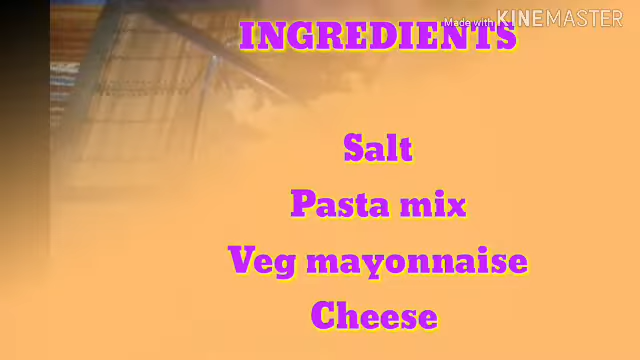 Made with KINEMASTER
INGREDIENTS
Salt
Pasta mix
Veg mayonnaise
Cheese